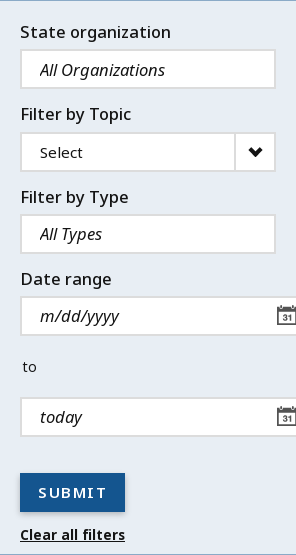 State organization
All Organizations
Filter by Topic
Select
Filter by Type
All Types
Date range
m/dd/yyyy
31
to
today
31
SUBMIT
Clear all filters